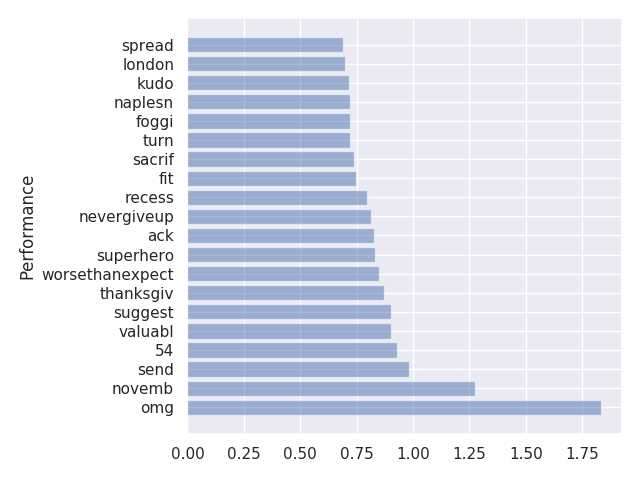 spread
london
kudo
naplesn
foggi
turn
sacrif
fit
recess
nevergiveup
ack
superhero
worsethanexpect
thanksgiv
suggest
valuabl
54
send
novemb
omg
Performance
0.00 0.25 0.50 0.75 1.00 1.25 1.50 1.75